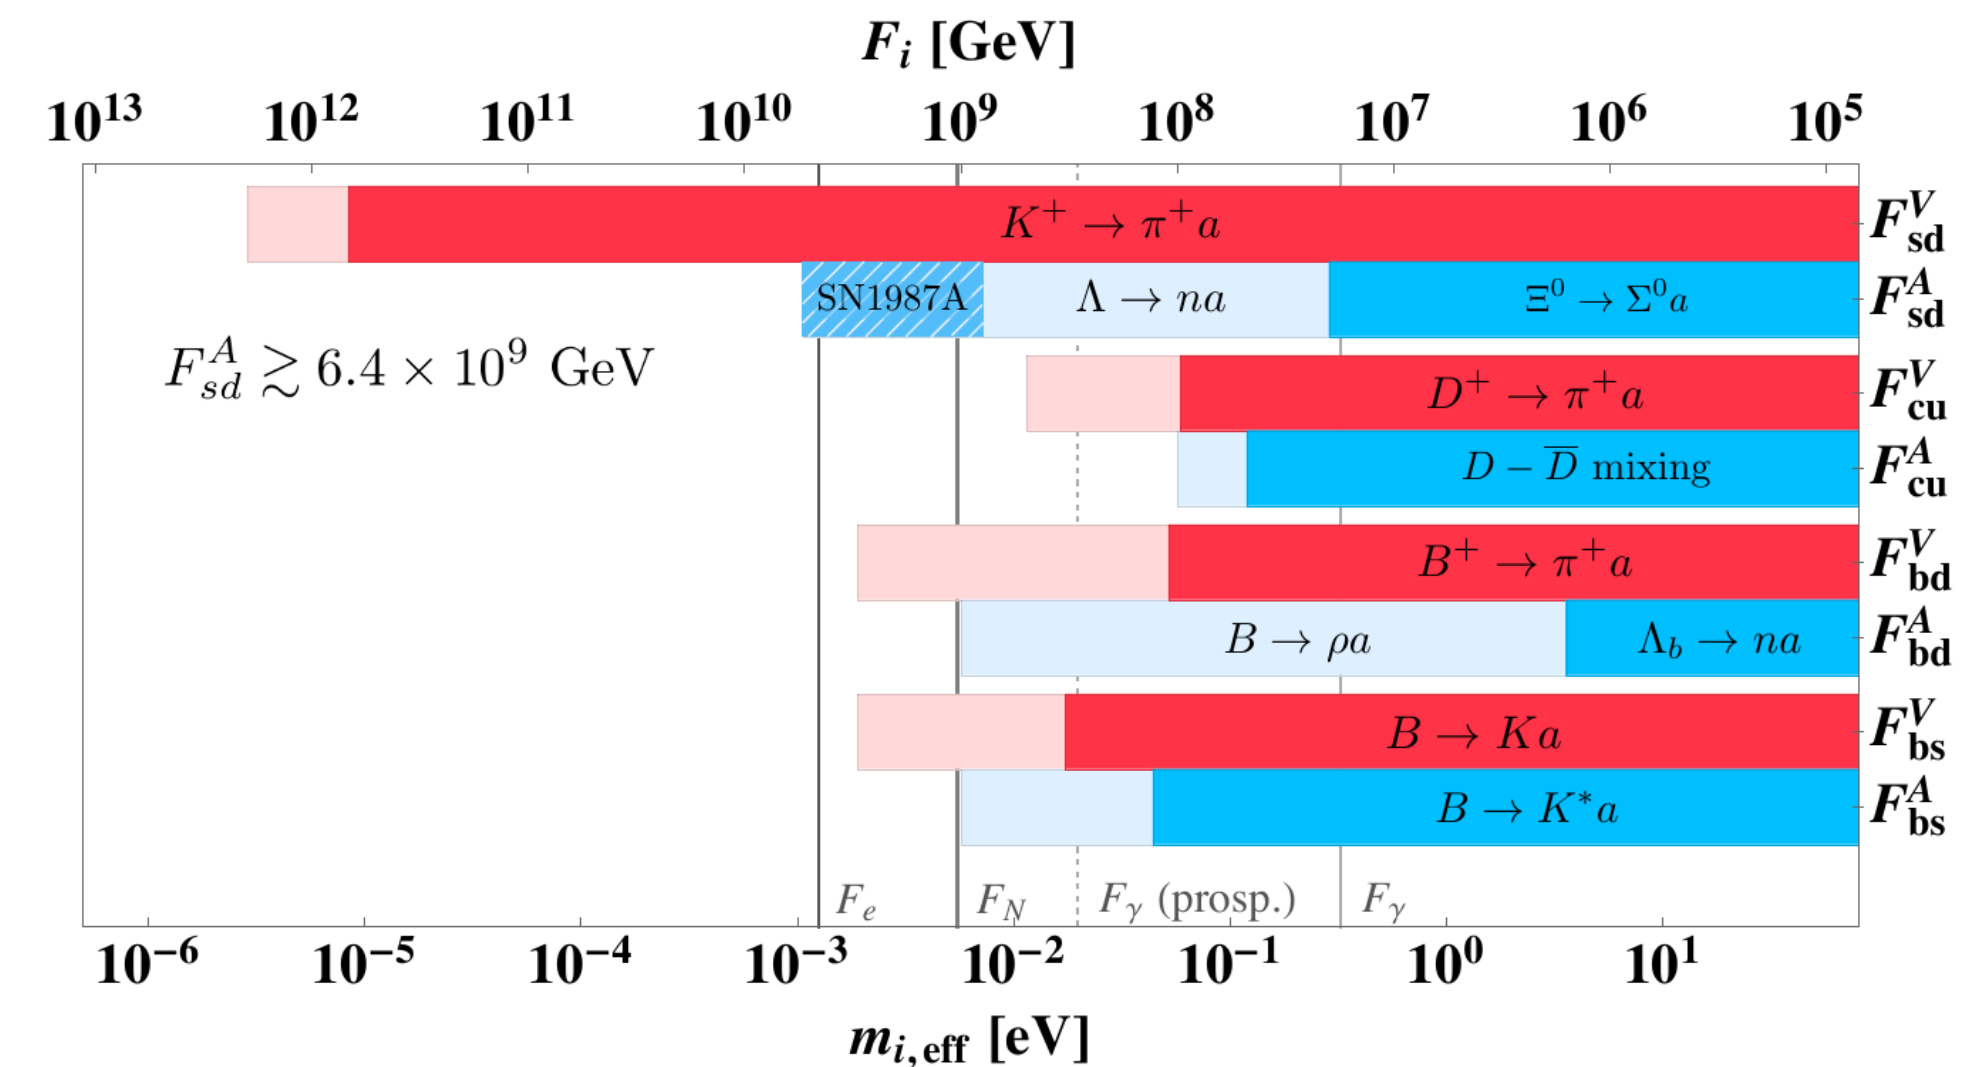 F_i [GeV]
10^13 10^12 10^11 10^10 10^9 10^8 10^7 10^6 10^5
K^+ → π^+ a F^V_sd
SN1987A Λ → na Ξ^0 → Σ^0 a F^A_sd
F^A_sd ≳ 6.4 × 10^9 GeV
D^+ → π^+ a F^V_cu
D − D̅ mixing F^A_cu
B^+ → π^+ a F^V_bd
B → ρa Λ_b → na F^A_bd
B → Ka F^V_bs
B → K^* a F^A_bs
F_e F_N F_γ (prosp.) F_γ
10^−6 10^−5 10^−4 10^−3 10^−2 10^−1 10^0 10^1
m_i,eff [eV]